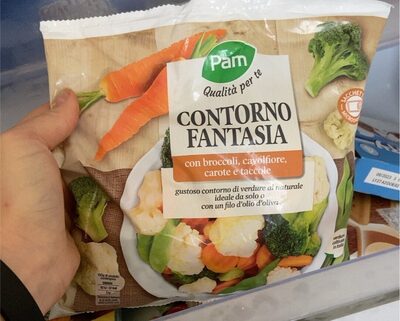 Pam
Qualità per te
CONTORNO
FANTASIA
con broccoli, cavolfiore,
carote e taccole
gustoso contorno di verdure al naturale
ideale da solo o
con un filo d'olio d'oliva